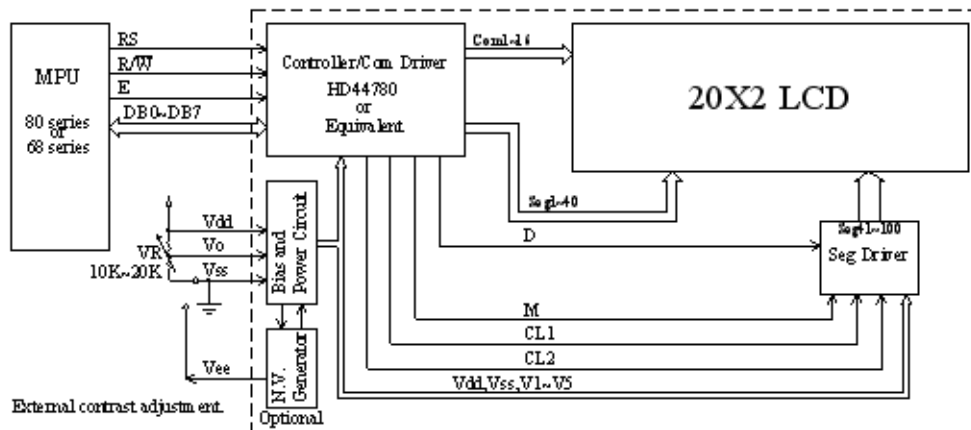 MPU
80 series
or
68 series
RS
R/W
E
DB0~DB7
Controller/Com Driver
HD44780
or
Equivalent
Com1~16
20X2 LCD
Seg1~40
D
Seg41~100
Seg Driver
M
CL1
CL2
Vdd,Vss,V1~V5
Vdd
Vo
Vss
VR
10K~20K
Bias and
Power Circuit
Vee
N.V.
Generator
Optional
External contrast adjustment.